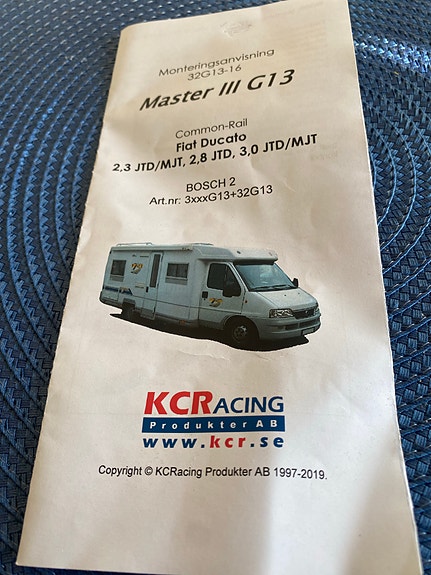 Monteringsanvisning
32G13-16
Master III G13
Common-Rail
Fiat Ducato
2,3 JTD/MJT, 2,8 JTD, 3,0 JTD/MJT
BOSCH 2
Art.nr: 3xxxG13+32G13
KCRACING
Produkter AB
www.kcr.se
Copyright © KCRacing Produkter AB 1997-2019.